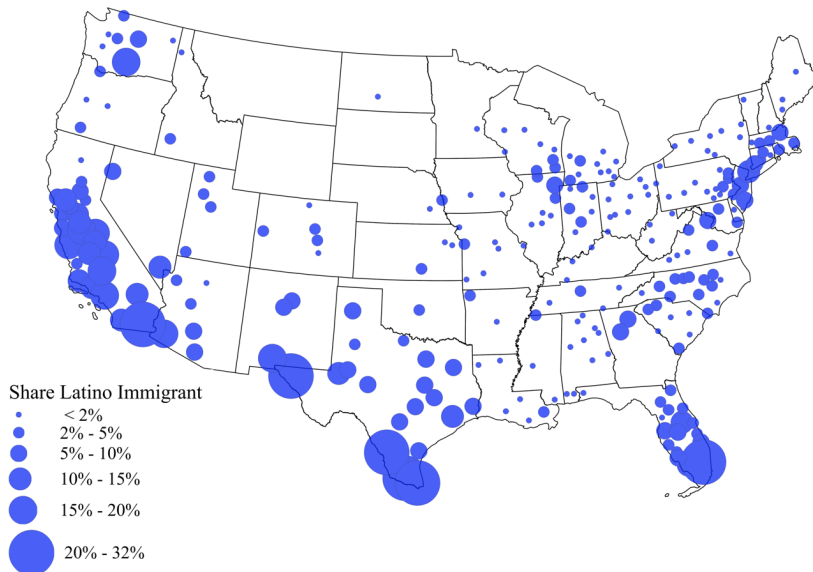 Share Latino Immigrant
< 2%
2% - 5%
5% - 10%
10% - 15%
15% - 20%
20% - 32%